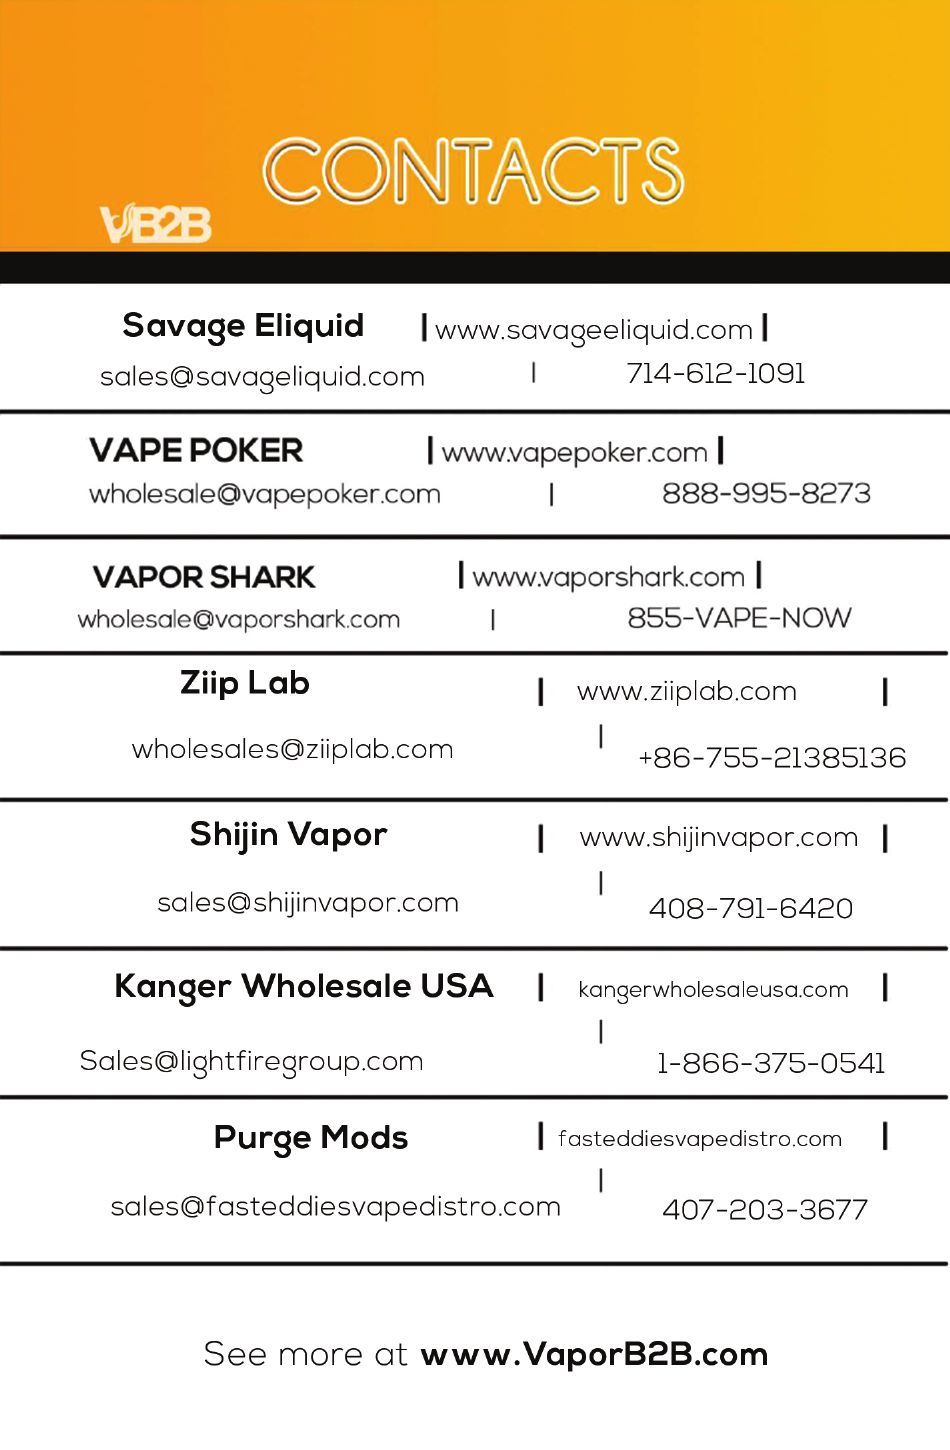 CONTACTS
VB2B
Savage Eliquid | www.savageeliquid.com |
sales@savageliquid.com | 714-612-1091
VAPE POKER | www.vapepoker.com |
wholesale@vapepoker.com | 888-995-8273
VAPOR SHARK | www.vaporshark.com |
wholesale@vaporshark.com | 855-VAPE-NOW
Ziip Lab | www.ziiplab.com |
wholesales@ziiplab.com | +86-755-21385136
Shijin Vapor | www.shijinvapor.com |
sales@shijinvapor.com | 408-791-6420
Kanger Wholesale USA | kangerwholesaleusa.com |
Sales@lightfiregroup.com | 1-866-375-0541
Purge Mods | fasteddiesvapedistro.com |
sales@fasteddiesvapedistro.com | 407-203-3677
See more at www.VaporB2B.com